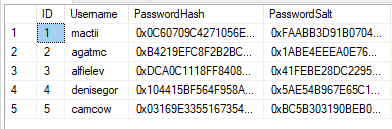 ID Username PasswordHash PasswordSalt
1 1 mactii 0x0C60709C4271056E... 0xFAABB3D91B0704...
2 2 agatmc 0xB4219EFC8F2B2BC... 0x1ABE4EEEA0E76...
3 3 alfielev 0xDCA0C1118FF8408... 0x41FEBE28DC2295...
4 4 denisegor 0x104415BF564F958A... 0x5AE54B967E65C1...
5 5 camcow 0x03169E3355167354... 0xBC5B303190BEB0...